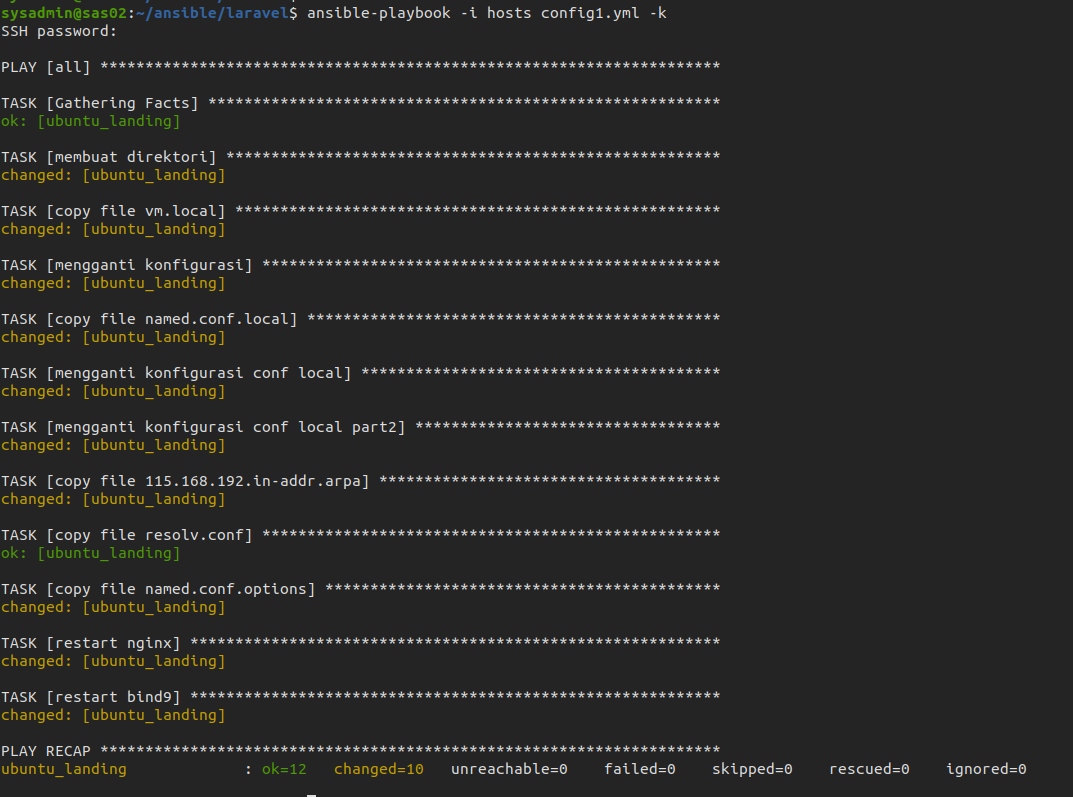 sysadmin@sas02:~/ansible/laravel$ ansible-playbook -i hosts config1.yml -k
SSH password:
PLAY [all] *********************************************************************
TASK [Gathering Facts] *********************************************************
ok: [ubuntu_landing]
TASK [membuat direktori] *******************************************************
changed: [ubuntu_landing]
TASK [copy file vm.local] ******************************************************
changed: [ubuntu_landing]
TASK [mengganti konfigurasi] ***************************************************
changed: [ubuntu_landing]
TASK [copy file named.conf.local] **********************************************
changed: [ubuntu_landing]
TASK [mengganti konfigurasi conf local] ****************************************
changed: [ubuntu_landing]
TASK [mengganti konfigurasi conf local part2] **********************************
changed: [ubuntu_landing]
TASK [copy file 115.168.192.in-addr.arpa] **************************************
changed: [ubuntu_landing]
TASK [copy file resolv.conf] ***************************************************
ok: [ubuntu_landing]
TASK [copy file named.conf.options] ********************************************
changed: [ubuntu_landing]
TASK [restart nginx] ***********************************************************
changed: [ubuntu_landing]
TASK [restart bind9] ***********************************************************
changed: [ubuntu_landing]
PLAY RECAP *********************************************************************
ubuntu_landing             : ok=12   changed=10   unreachable=0    failed=0    skipped=0    rescued=0    ignored=0